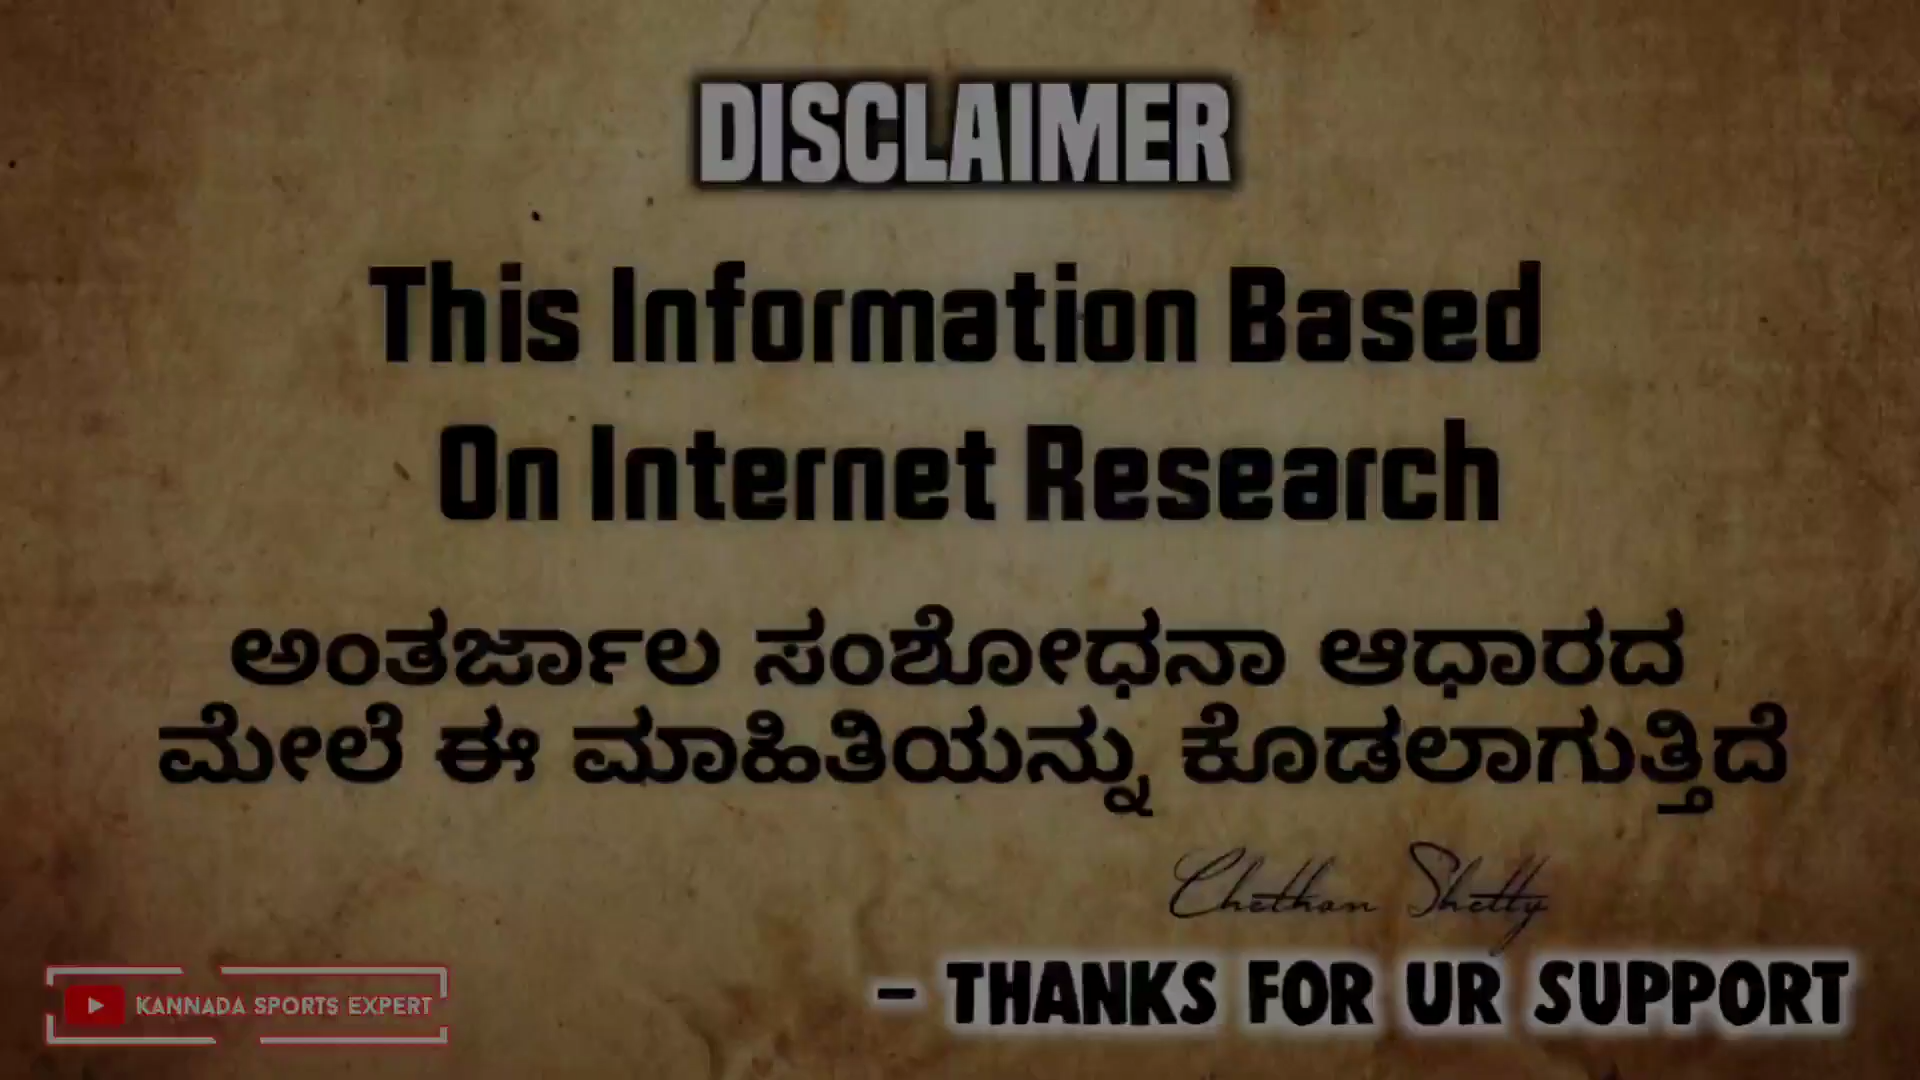 DISCLAIMER
This Information Based
On Internet Research
ಅಂತರ್ಜಾಲ ಸಂಶೋಧನಾ ಆಧಾರದ
ಮೇಲೆ ಈ ಮಾಹಿತಿಯನ್ನು ಕೊಡಲಾಗುತ್ತಿದೆ
Chethan Shetty
– THANKS FOR UR SUPPORT
KANNADA SPORTS EXPERT